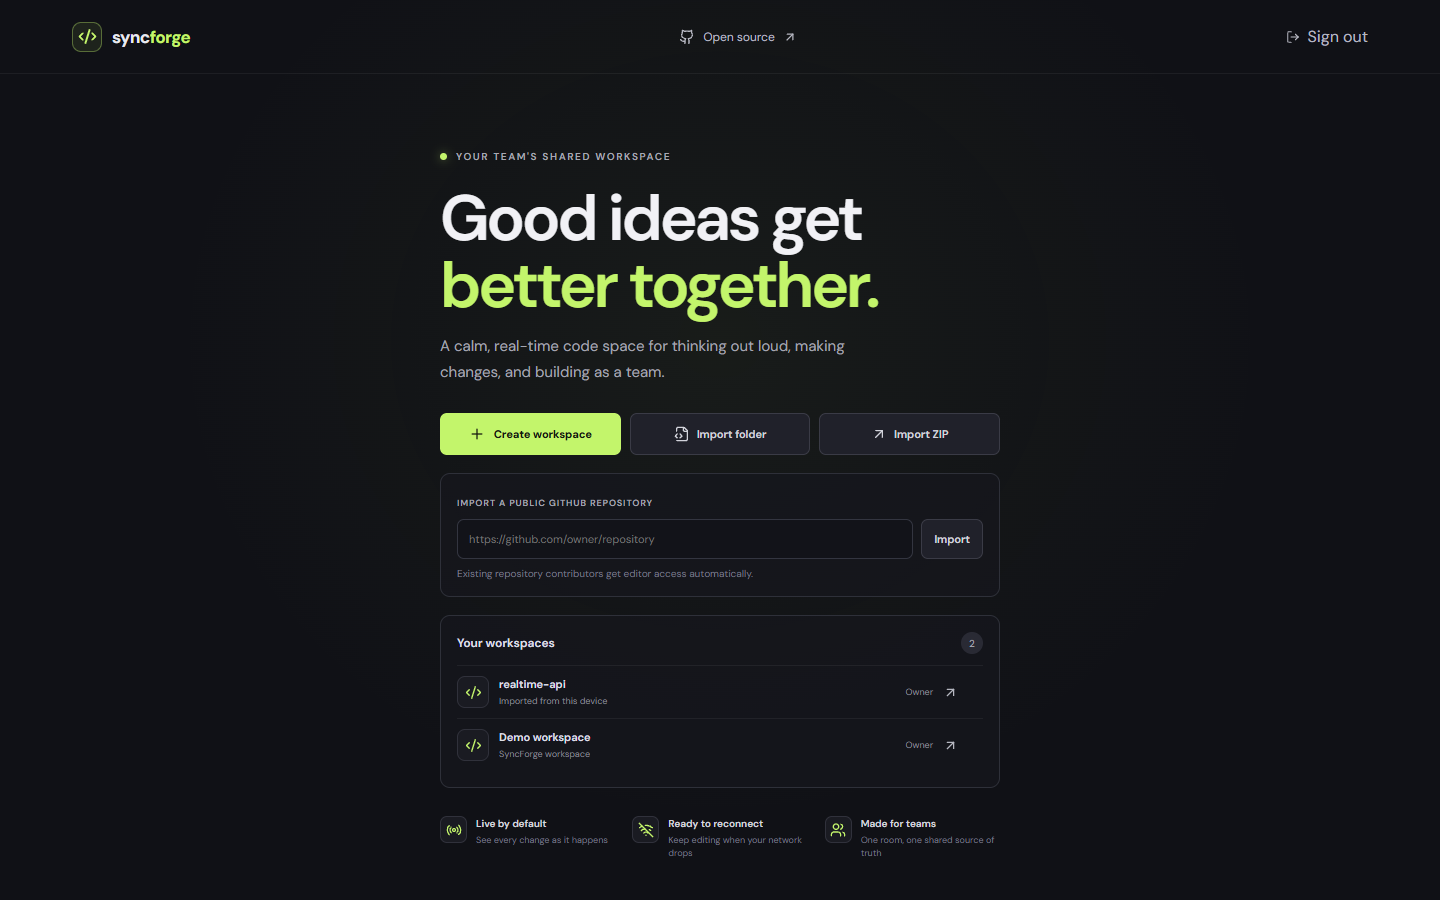 syncforge
Open source
Sign out
YOUR TEAM'S SHARED WORKSPACE
Good ideas get
better together.
A calm, real-time code space for thinking out loud, making
changes, and building as a team.
Create workspace
Import folder
Import ZIP
IMPORT A PUBLIC GITHUB REPOSITORY
https://github.com/owner/repository
Import
Existing repository contributors get editor access automatically.
Your workspaces
2
realtime-api
Imported from this device
Owner
Demo workspace
SyncForge workspace
Owner
Live by default
See every change as it happens
Ready to reconnect
Keep editing when your network
drops
Made for teams
One room, one shared source of
truth